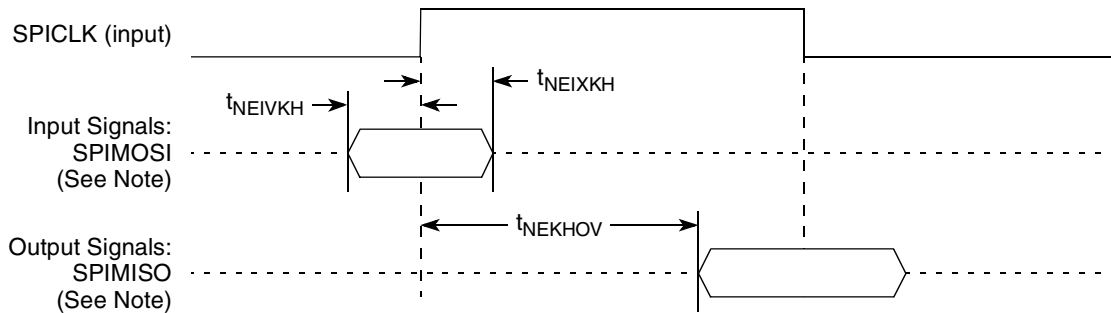 SPICLK (input)
tNEIXKH
tNEIVKH
Input Signals:
SPIMOSI
(See Note)
tNEKHOV
Output Signals:
SPIMISO
(See Note)